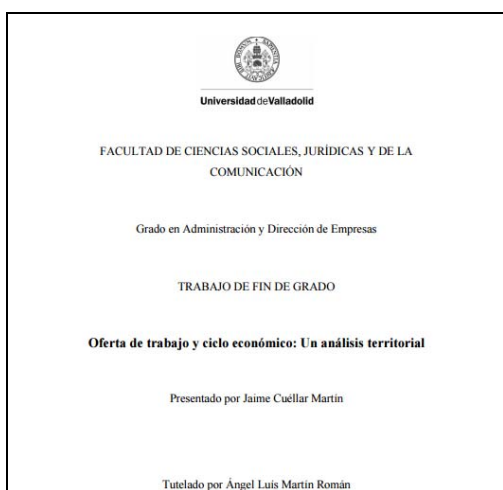 Universidad de Valladolid
FACULTAD DE CIENCIAS SOCIALES, JURÍDICAS Y DE LA
COMUNICACIÓN
Grado en Administración y Dirección de Empresas
TRABAJO DE FIN DE GRADO
Oferta de trabajo y ciclo económico: Un análisis territorial
Presentado por Jaime Cuéllar Martín
Tutelado por Ángel Luis Martín Román